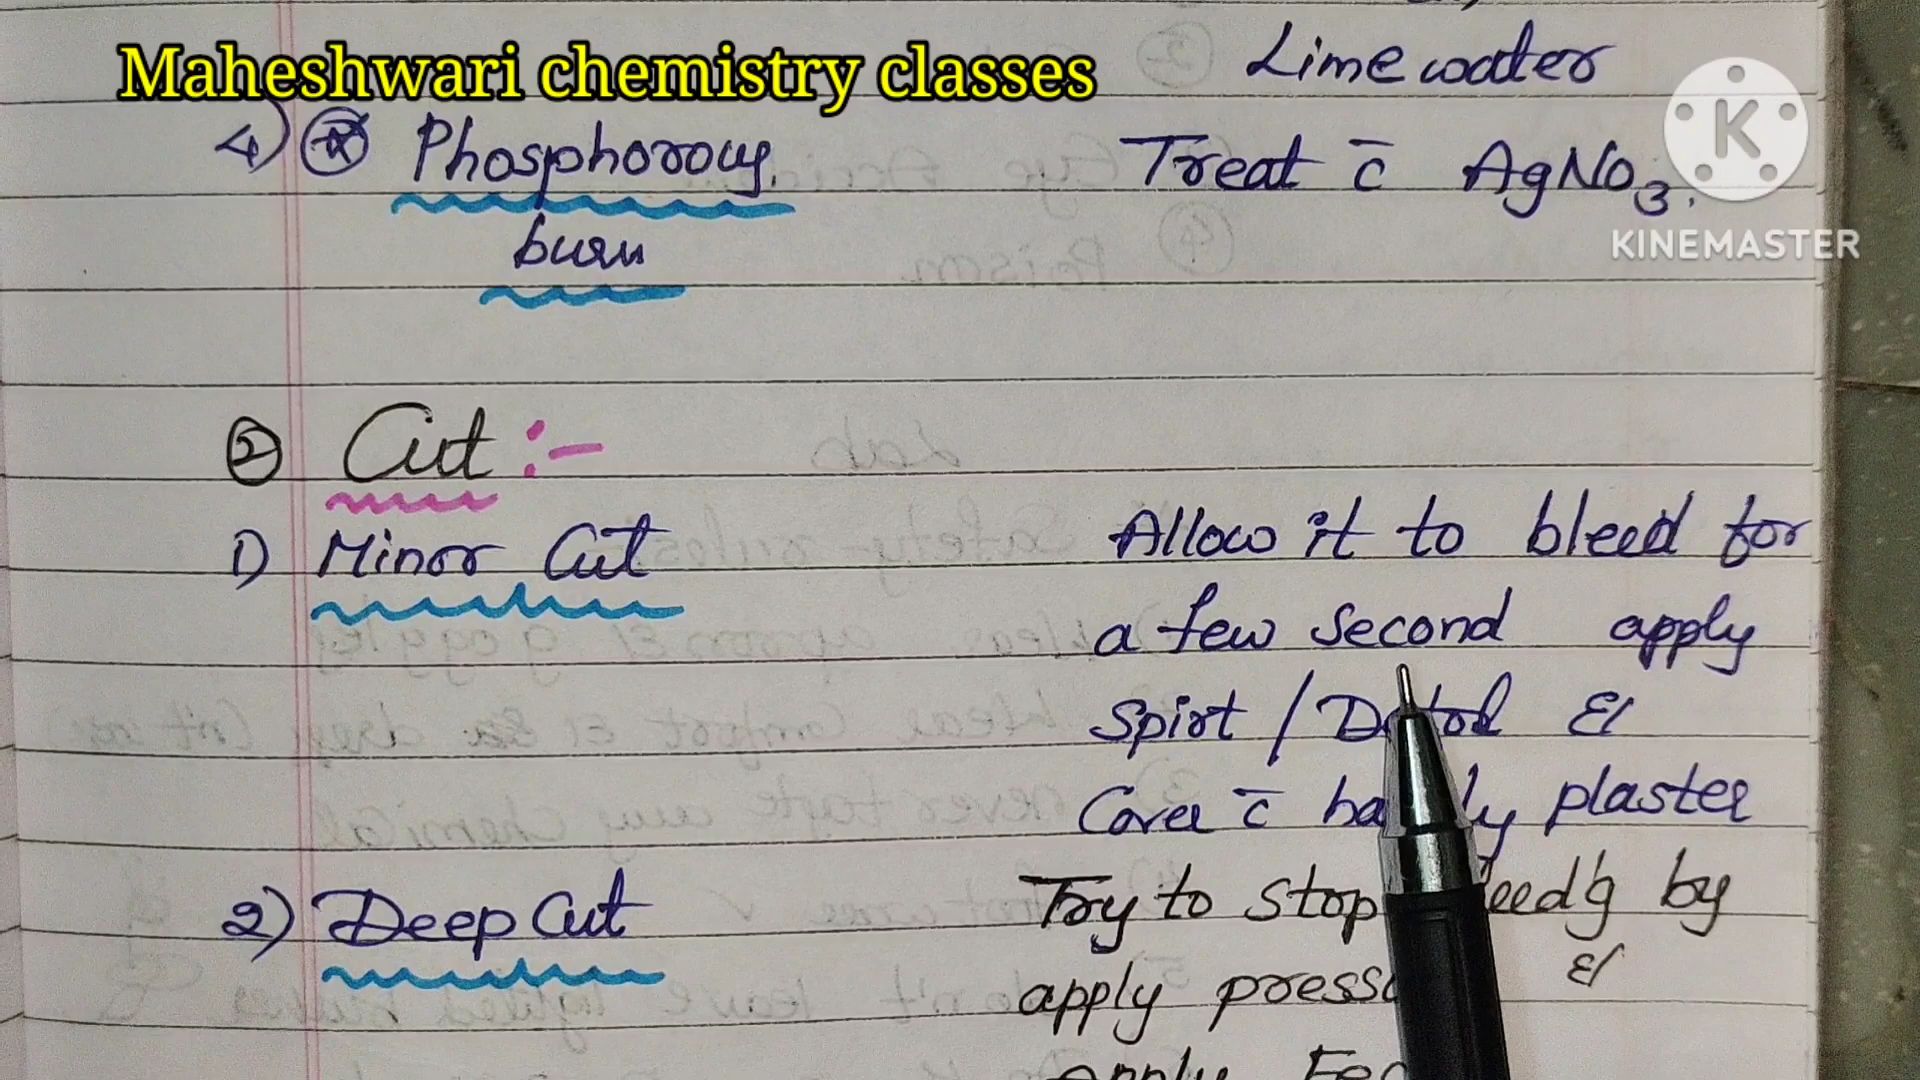 Maheshwari chemistry classes
Lime water
K
KINEMASTER
4) Phosphorous burn
Treat c̄ AgNo3.
② Cut :-
1) Minor Cut
Allow it to bleed for
a few second apply
Spirt / &
Cover c̄ plaster
2) Deep Cut
Try to stop by
apply &
apply